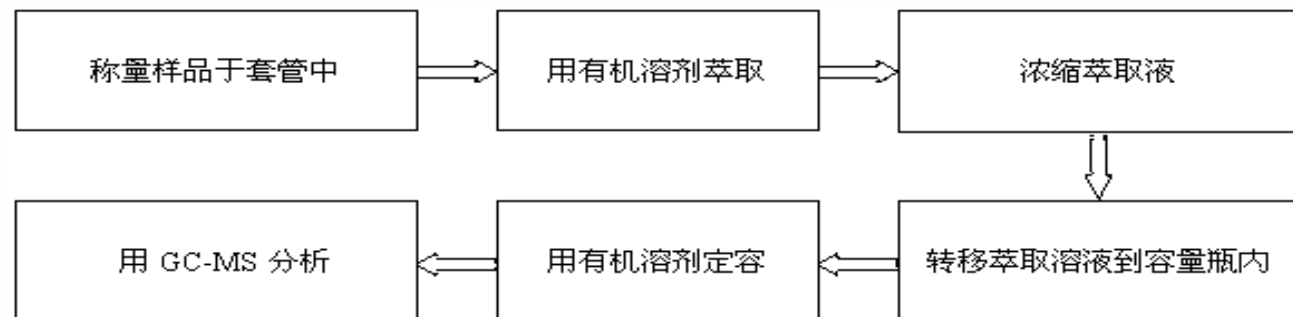 称量样品于套管中
用有机溶剂萃取
浓缩萃取液
转移萃取溶液到容量瓶内
用有机溶剂定容
用 GC-MS 分析